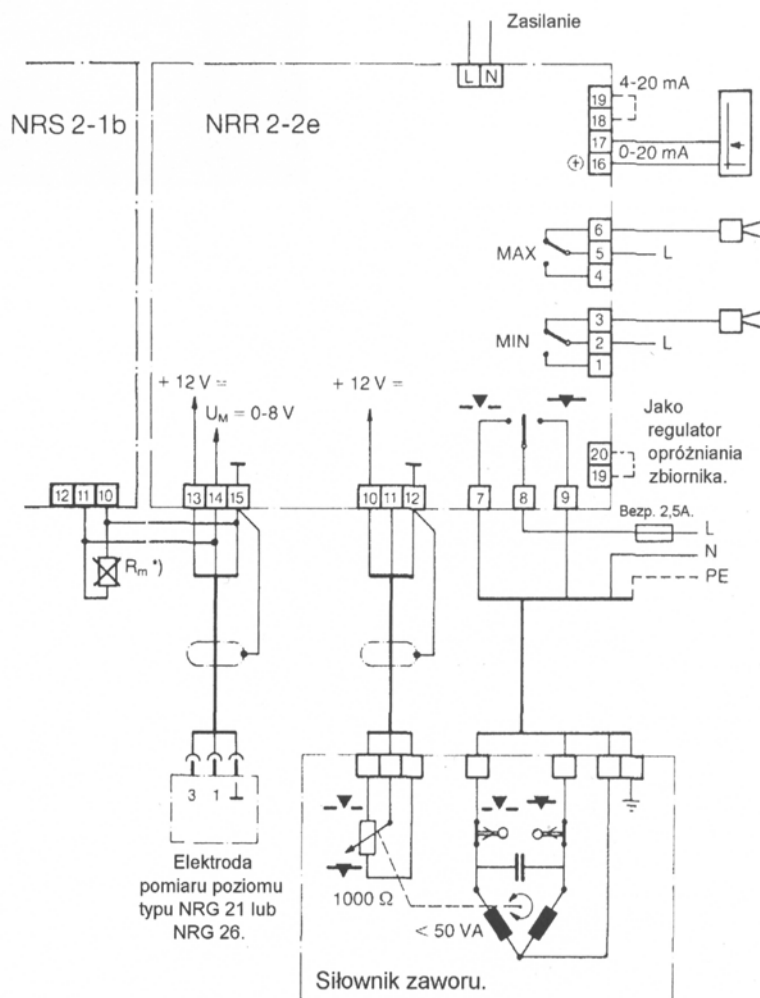 Zasilanie
L N
NRS 2-1b
NRR 2-2e
4-20 mA
19
18
17
0-20 mA
+ 16
6
MAX 5 L
4
3
MIN 2 L
1
+ 12 V =
U_M = 0-8 V
+ 12 V =
Jako
regulator
opróżniania
zbiornika.
20
19
12 11 10
13 14 15
10 11 12
7 8 9
Bezp. 2,5A.
L
N
PE
R_m *)
3 1
Elektroda
pomiaru poziomu
typu NRG 21 lub
NRG 26.
1000 Ω
< 50 VA
Siłownik zaworu.